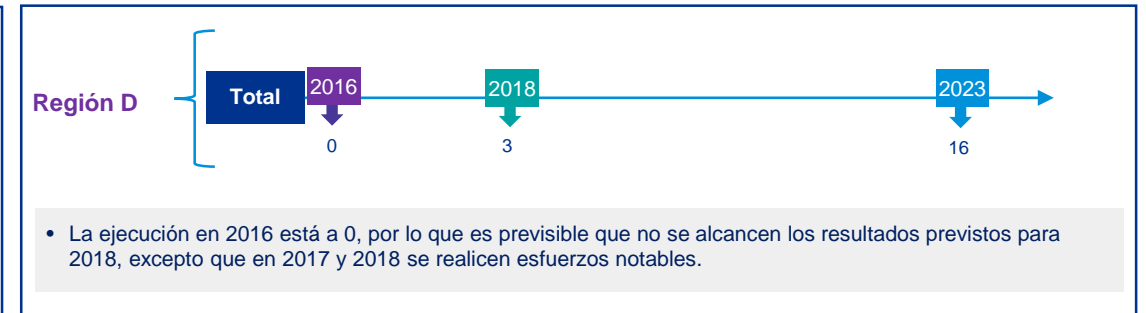 Región D
Total
2016
2018
2023
0
3
16
• La ejecución en 2016 está a 0, por lo que es previsible que no se alcancen los resultados previstos para
2018, excepto que en 2017 y 2018 se realicen esfuerzos notables.